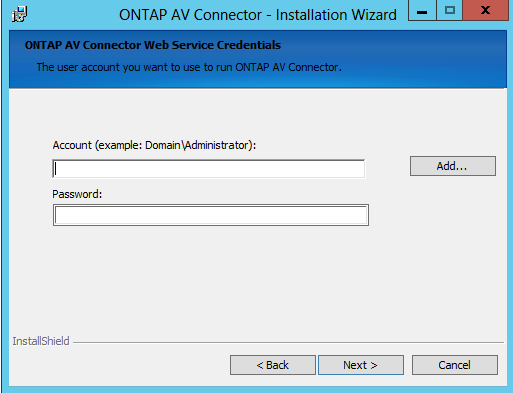 ONTAP AV Connector - Installation Wizard
ONTAP AV Connector Web Service Credentials
The user account you want to use to run ONTAP AV Connector.
Account (example: Domain\Administrator):
Add...
Password:
InstallShield
< Back Next > Cancel